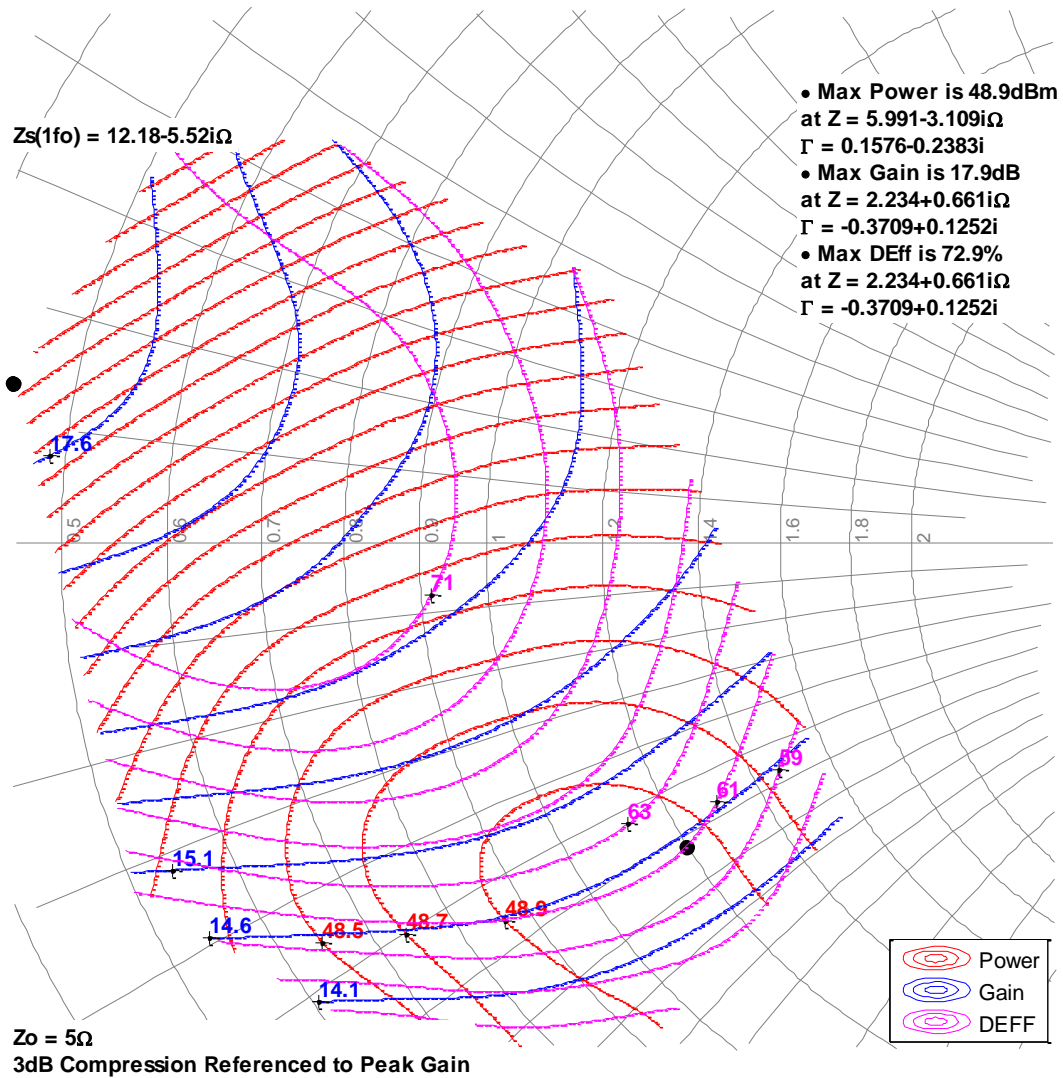 • Max Power is 48.9dBm
at Z = 5.991-3.109iΩ
Γ = 0.1576-0.2383i
• Max Gain is 17.9dB
at Z = 2.234+0.661iΩ
Γ = -0.3709+0.1252i
• Max DEff is 72.9%
at Z = 2.234+0.661iΩ
Γ = -0.3709+0.1252i
Zs(1fo) = 12.18-5.52iΩ
17.6
0.5
0.6
0.7
0.8
0.9
1
1.2
1.4
1.6
1.8
2
71
59
61
63
15.1
14.6
48.5
48.7
48.9
14.1
Power
Gain
DEFF
Zo = 5Ω
3dB Compression Referenced to Peak Gain